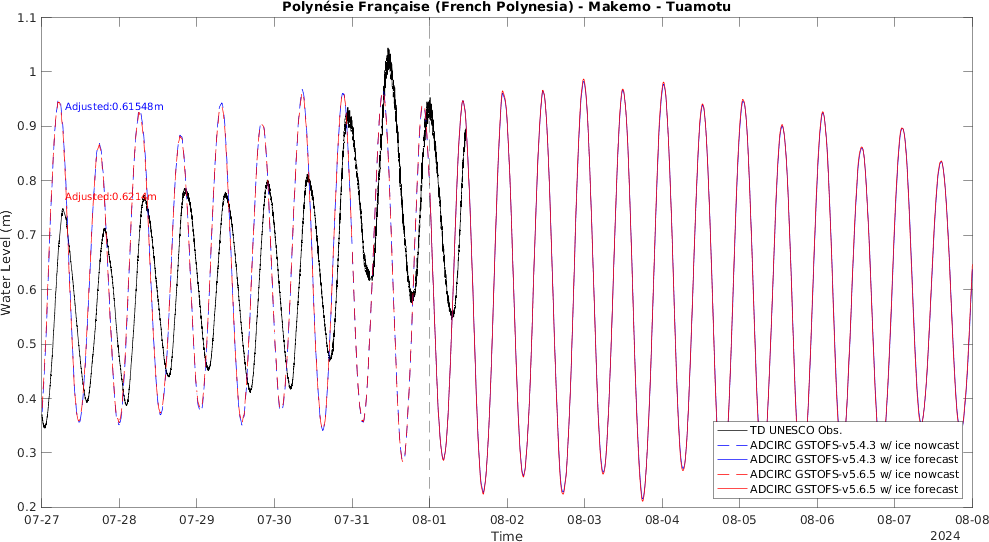 Polynésie Française (French Polynesia) - Makemo - Tuamotu
1.1
1
0.9
0.8
0.7
0.6
0.5
0.4
0.3
0.2
Water Level (m)
Adjusted:0.61548m
Adjusted:0.6214m
TD UNESCO Obs.
ADCIRC GSTOFS-v5.4.3 w/ ice nowcast
ADCIRC GSTOFS-v5.4.3 w/ ice forecast
ADCIRC GSTOFS-v5.6.5 w/ ice nowcast
ADCIRC GSTOFS-v5.6.5 w/ ice forecast
07-27 07-28 07-29 07-30 07-31 08-01 08-02 08-03 08-04 08-05 08-06 08-07 08-08
Time
2024